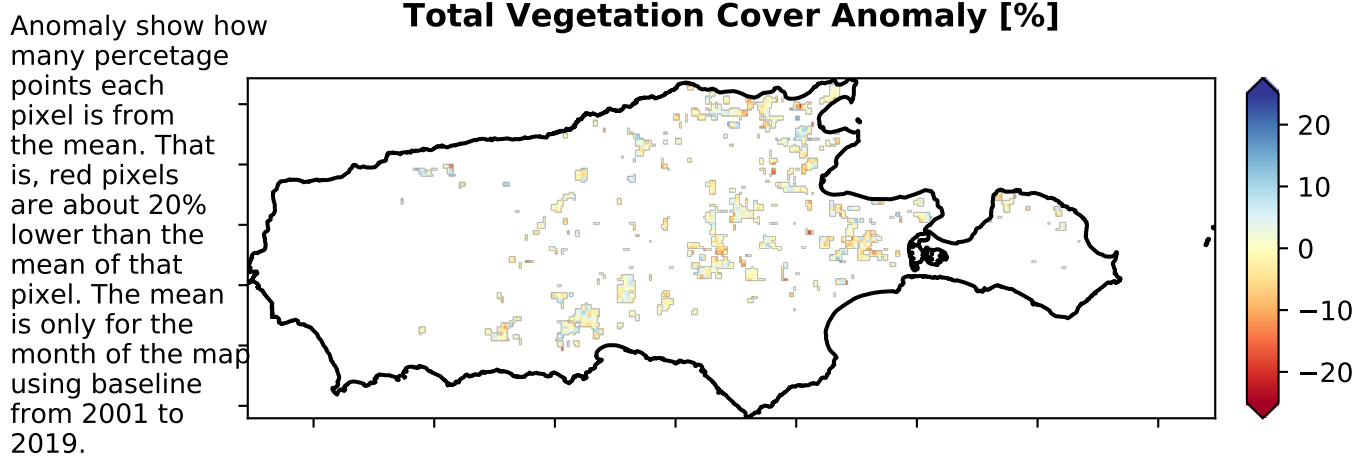 Total Vegetation Cover Anomaly [%]
Anomaly show how
many percetage
points each
pixel is from
the mean. That
is, red pixels
are about 20%
lower than the
mean of that
pixel. The mean
is only for the
month of the map
using baseline
from 2001 to
2019.
20
10
0
−10
−20